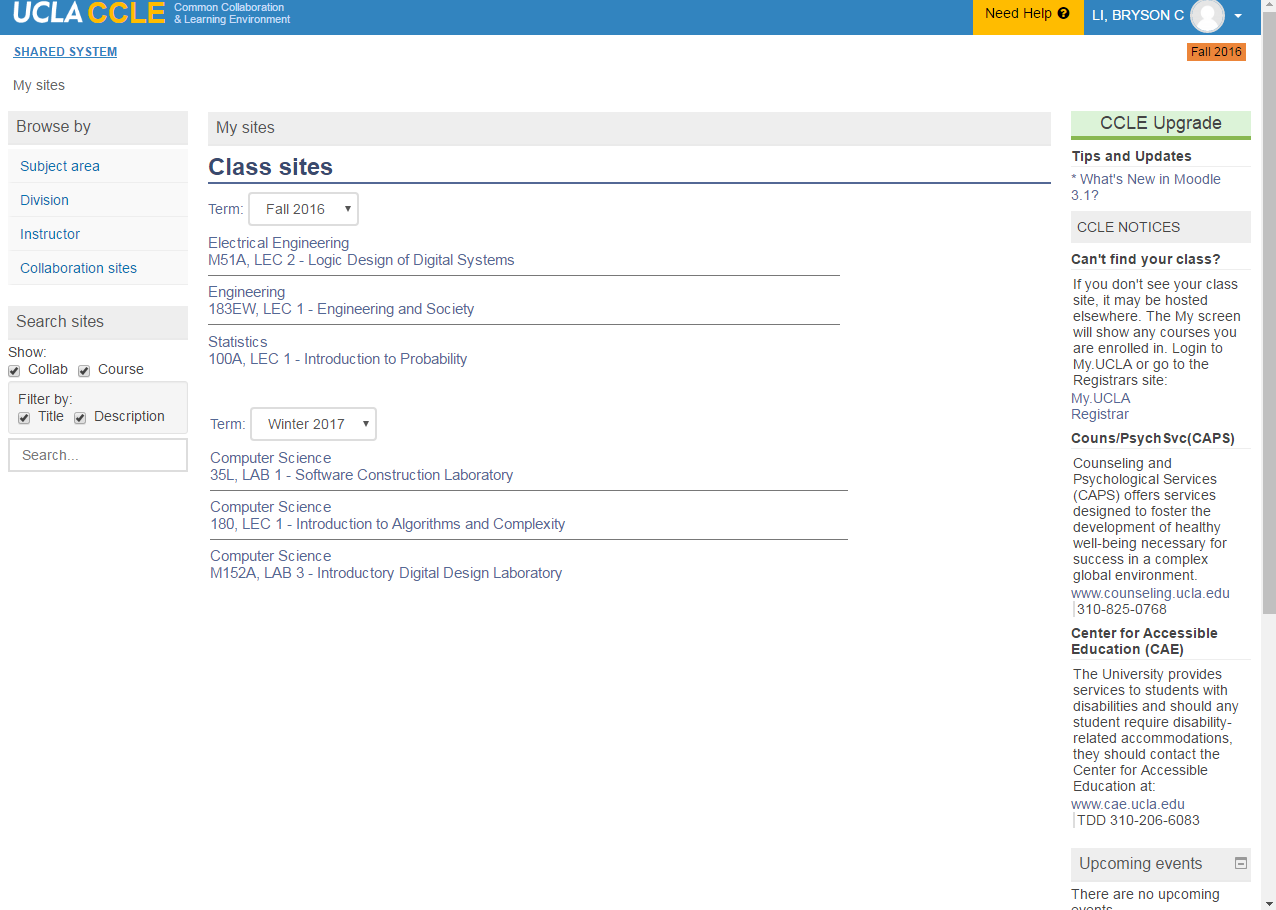 UCLA CCLE Common Collaboration
& Learning Environment
Need Help
LI, BRYSON C
SHARED SYSTEM
Fall 2016
My sites
Browse by
Subject area
Division
Instructor
Collaboration sites
Search sites
Show:
Collab Course
Filter by:
Title Description
Search...
My sites
Class sites
Term: Fall 2016
Electrical Engineering
M51A, LEC 2 - Logic Design of Digital Systems
Engineering
183EW, LEC 1 - Engineering and Society
Statistics
100A, LEC 1 - Introduction to Probability
Term: Winter 2017
Computer Science
35L, LAB 1 - Software Construction Laboratory
Computer Science
180, LEC 1 - Introduction to Algorithms and Complexity
Computer Science
M152A, LAB 3 - Introductory Digital Design Laboratory
CCLE Upgrade
Tips and Updates
* What's New in Moodle
3.1?
CCLE NOTICES
Can't find your class?
If you don't see your class
site, it may be hosted
elsewhere. The My screen
will show any courses you
are enrolled in. Login to
My.UCLA or go to the
Registrars site:
My.UCLA
Registrar
Couns/PsychSvc(CAPS)
Counseling and
Psychological Services
(CAPS) offers services
designed to foster the
development of healthy
well-being necessary for
success in a complex
global environment.
www.counseling.ucla.edu
310-825-0768
Center for Accessible
Education (CAE)
The University provides
services to students with
disabilities and should any
student require disability-
related accommodations,
they should contact the
Center for Accessible
Education at:
www.cae.ucla.edu
TDD 310-206-6083
Upcoming events
There are no upcoming
events